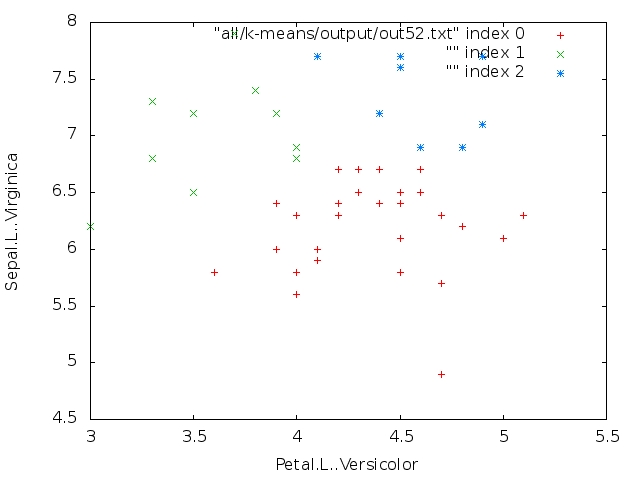 8
"all/k-means/output/out52.txt" index 0
"" index 1
"" index 2
7.5
7
6.5
6
5.5
5
4.5
Sepal.L..Virginica
3 3.5 4 4.5 5 5.5
Petal.L..Versicolor